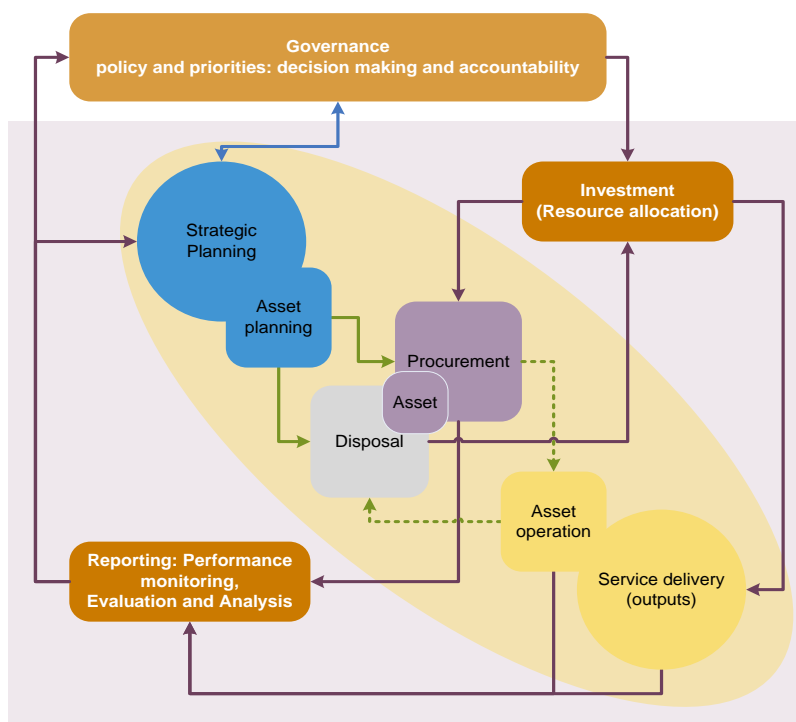 Governance
policy and priorities: decision making and accountability
Investment
(Resource allocation)
Strategic
Planning
Asset
planning
Procurement
Asset
Disposal
Asset
operation
Reporting: Performance
monitoring,
Evaluation and Analysis
Service delivery
(outputs)